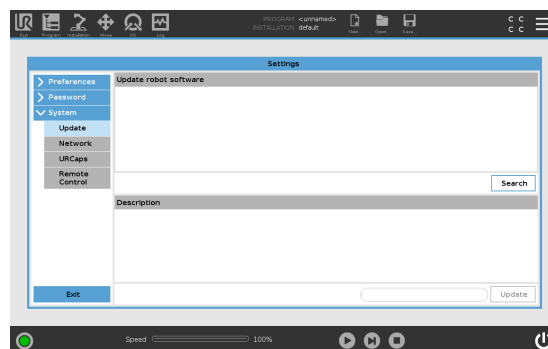 PROGRAM <unnamed>
INSTALLATION default
Run Program Installation Move I/O Log
New... Open... Save...
Settings
Preferences
Password
System
Update
Network
URCaps
Remote
Control
Exit
Update robot software
Search
Description
Update
Speed 100%
C C
C C